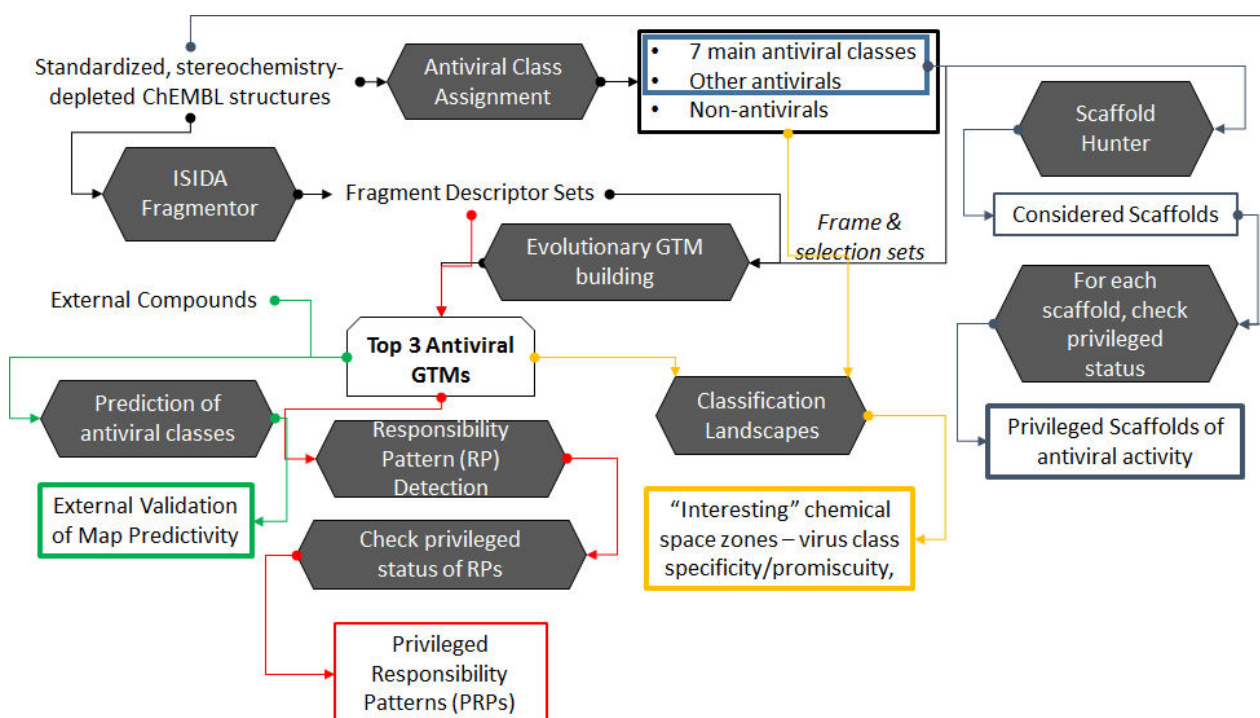 Standardized, stereochemistry-
depleted ChEMBL structures
Antiviral Class
Assignment
• 7 main antiviral classes
• Other antivirals
• Non-antivirals
Scaffold
Hunter
ISIDA
Fragmentor
Fragment Descriptor Sets
Frame &
selection sets
Considered Scaffolds
Evolutionary GTM
building
For each
scaffold, check
privileged
status
External Compounds
Top 3 Antiviral
GTMs
Prediction of
antiviral classes
Classification
Landscapes
Responsibility
Pattern (RP)
Detection
Privileged Scaffolds of
antiviral activity
External Validation
of Map Predictivity
"Interesting" chemical
space zones – virus class
specificity/promiscuity,
Check privileged
status of RPs
Privileged
Responsibility
Patterns (PRPs)